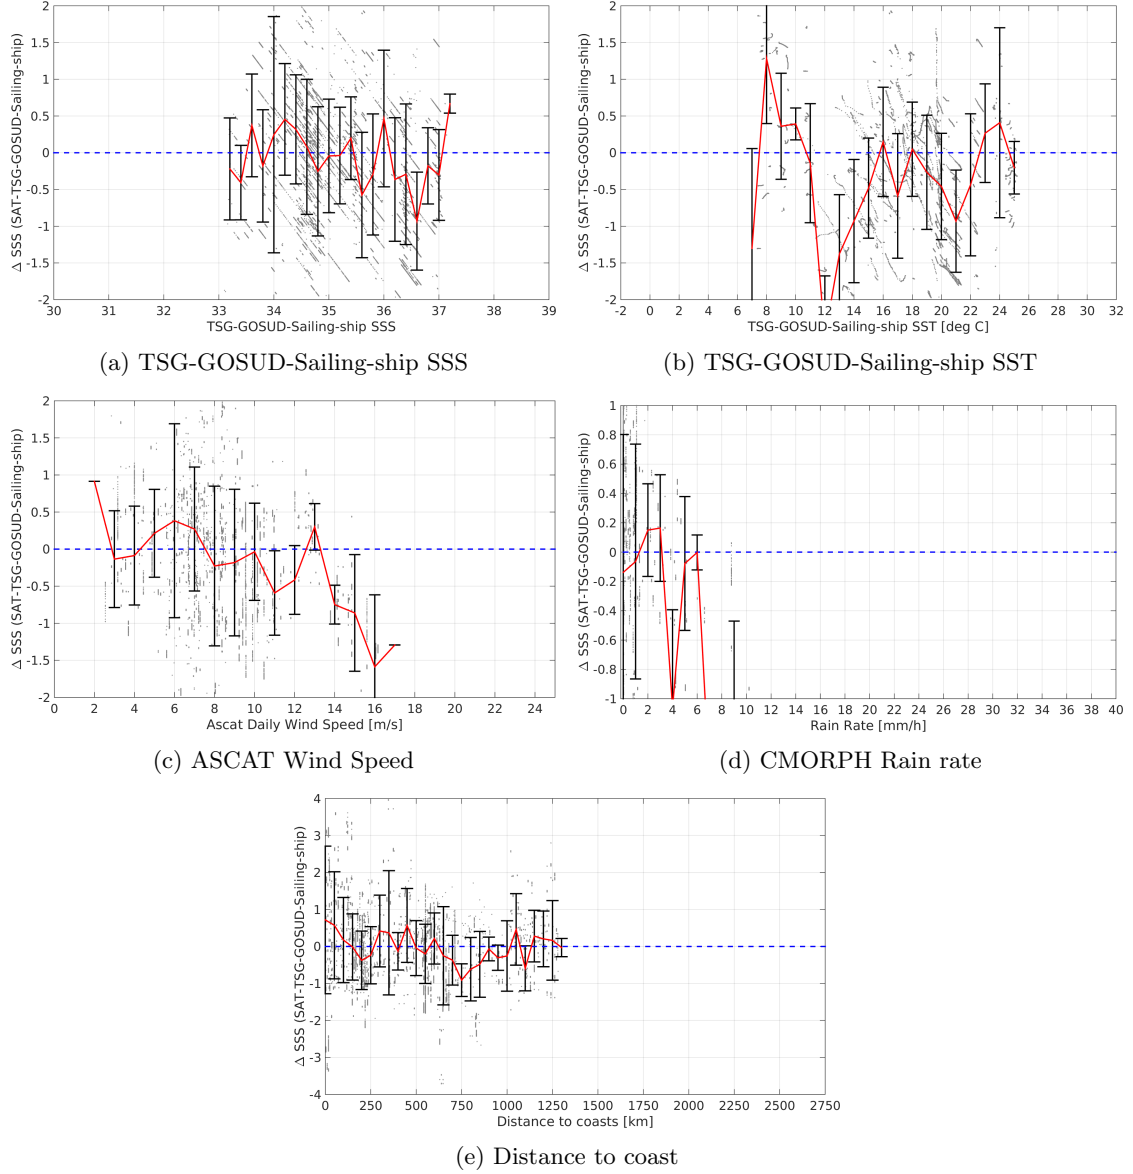 2
1.5
1
0.5
0
-0.5
-1
-1.5
-2
Δ SSS (SAT-TSG-GOSUD-Sailing-ship)
30 31 32 33 34 35 36 37 38 39
TSG-GOSUD-Sailing-ship SSS
(a) TSG-GOSUD-Sailing-ship SSS
2
1.5
1
0.5
0
-0.5
-1
-1.5
-2
Δ SSS (SAT-TSG-GOSUD-Sailing-ship)
-2 0 2 4 6 8 10 12 14 16 18 20 22 24 26 28 30 32
TSG-GOSUD-Sailing-ship SST [deg C]
(b) TSG-GOSUD-Sailing-ship SST
2
1.5
1
0.5
0
-0.5
-1
-1.5
-2
Δ SSS (SAT-TSG-GOSUD-Sailing-ship)
0 2 4 6 8 10 12 14 16 18 20 22 24
Ascat Daily Wind Speed [m/s]
(c) ASCAT Wind Speed
1
0.8
0.6
0.4
0.2
0
-0.2
-0.4
-0.6
-0.8
-1
Δ SSS (SAT-TSG-GOSUD-Sailing-ship)
0 2 4 6 8 10 12 14 16 18 20 22 24 26 28 30 32 34 36 38 40
Rain Rate [mm/h]
(d) CMORPH Rain rate
4
3
2
1
0
-1
-2
-3
-4
Δ SSS (SAT-TSG-GOSUD-Sailing-ship)
0 250 500 750 1000 1250 1500 1750 2000 2250 2500 2750
Distance to coasts [km]
(e) Distance to coast